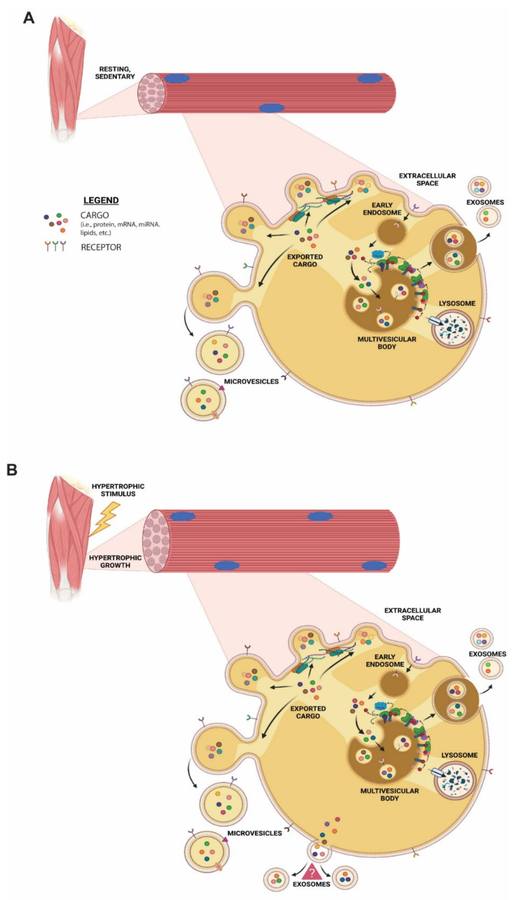 A
RESTING,
SEDENTARY
LEGEND
CARGO
(i.e., protein, mRNA, miRNA.
lipids, etc.)
RECEPTOR
EXTRACELLULAR
SPACE
EXOSOMES
EARLY
ENDOSOME
EXPORTED
CARGO
LYSOSOME
MULTIVESICULAR
BODY
MICROVESICLES
B
HYPERTROPHIC
STIMULUS
HYPERTROPHIC
GROWTH
EXTRACELLULAR
SPACE
EXOSOMES
EARLY
ENDOSOME
EXPORTED
CARGO
LYSOSOME
MULTIVESICULAR
BODY
MICROVESICLES
?
EXOSOMES